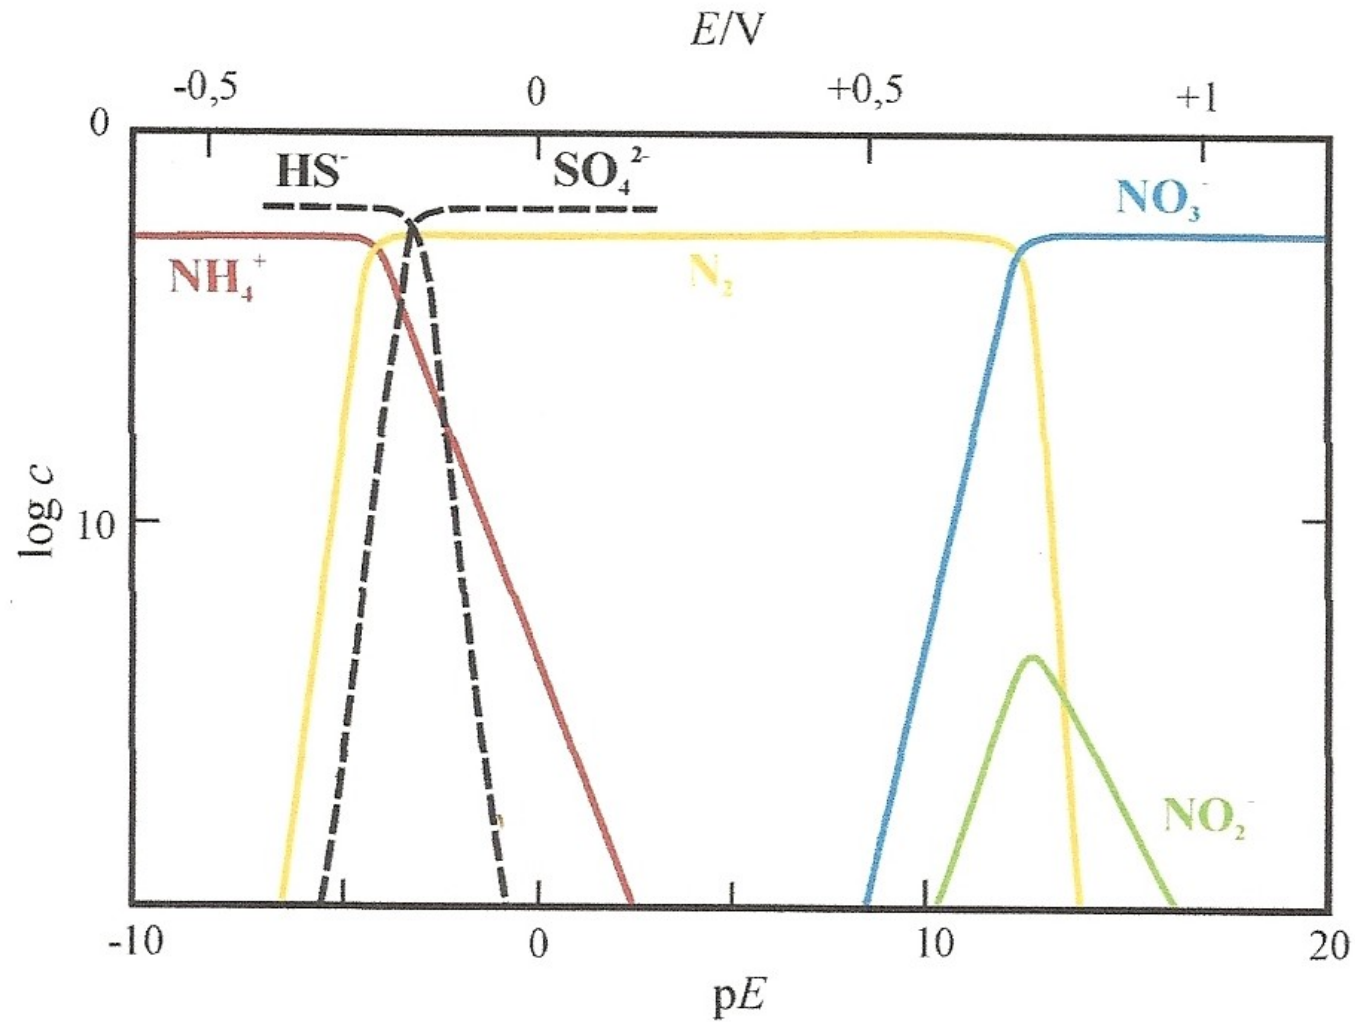 E/V
-0,5 0 +0,5 +1
0
HS⁻ SO₄²⁻ NO₃⁻
NH₄⁺ N₂
log c
10
NO₂⁻
-10 0 10 20
pE